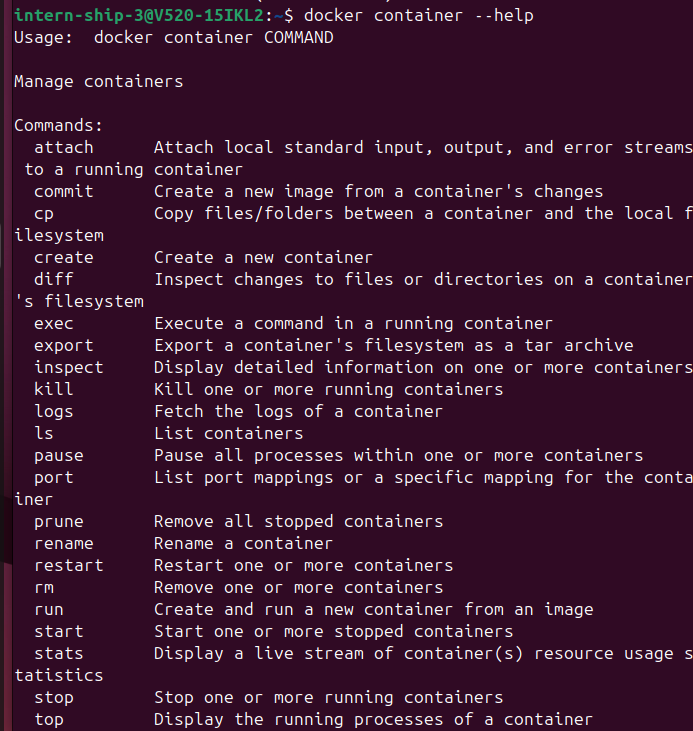 intern-ship-3@V520-15IKL2:~$ docker container --help
Usage:  docker container COMMAND

Manage containers

Commands:
  attach      Attach local standard input, output, and error streams
 to a running container
  commit      Create a new image from a container's changes
  cp          Copy files/folders between a container and the local f
ilesystem
  create      Create a new container
  diff        Inspect changes to files or directories on a container
's filesystem
  exec        Execute a command in a running container
  export      Export a container's filesystem as a tar archive
  inspect     Display detailed information on one or more containers
  kill        Kill one or more running containers
  logs        Fetch the logs of a container
  ls          List containers
  pause       Pause all processes within one or more containers
  port        List port mappings or a specific mapping for the conta
iner
  prune       Remove all stopped containers
  rename      Rename a container
  restart     Restart one or more containers
  rm          Remove one or more containers
  run         Create and run a new container from an image
  start       Start one or more stopped containers
  stats       Display a live stream of container(s) resource usage s
tatistics
  stop        Stop one or more running containers
  top         Display the running processes of a container